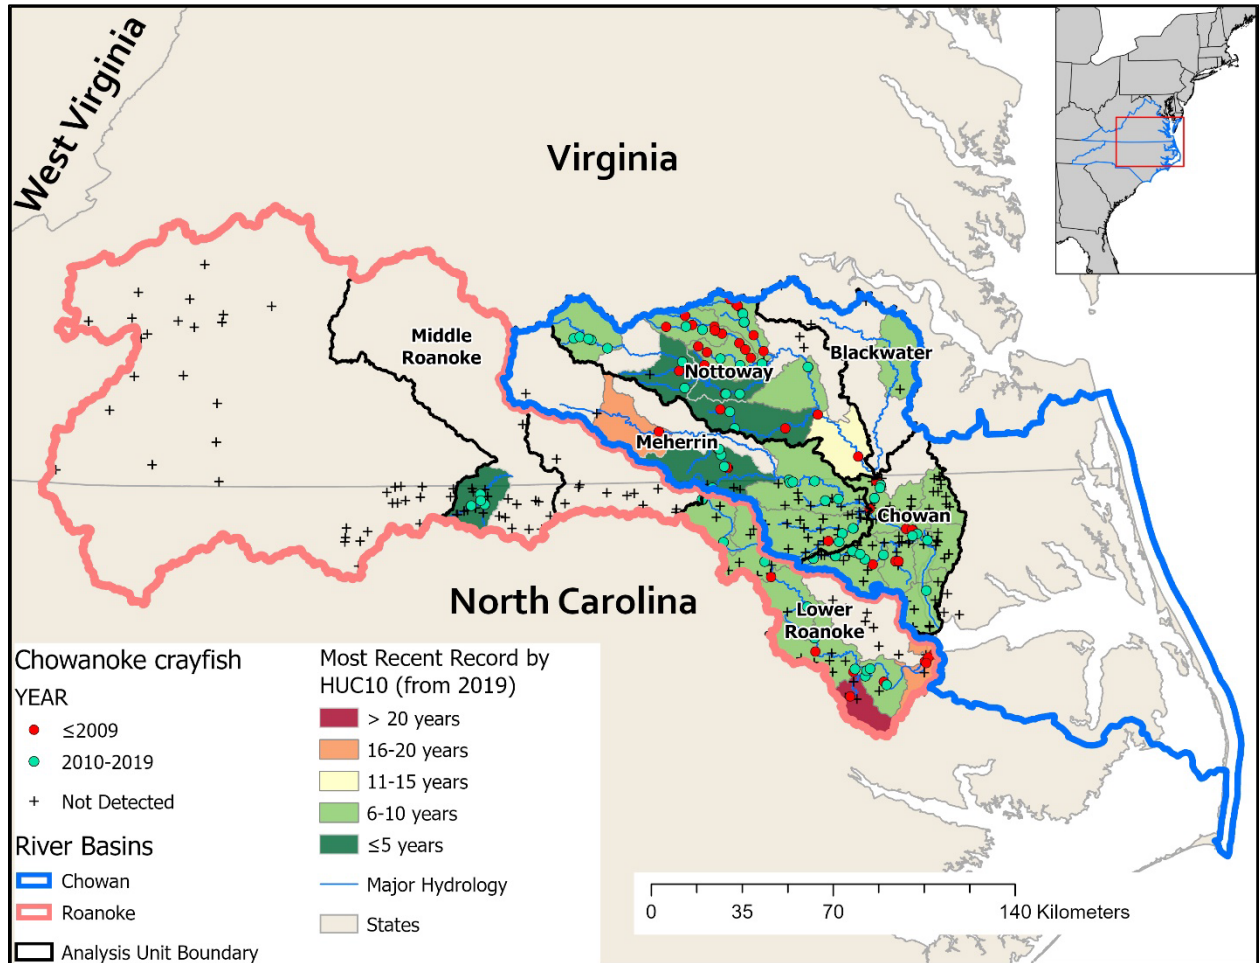 West Virginia
Virginia
Middle
Roanoke
Blackwater
Nottoway
Meherrin
Chowan
North Carolina
Lower
Roanoke
Chowanoke crayfish
YEAR
≤2009
2010-2019
Not Detected
River Basins
Chowan
Roanoke
Analysis Unit Boundary
Most Recent Record by
HUC10 (from 2019)
> 20 years
16-20 years
11-15 years
6-10 years
≤5 years
Major Hydrology
States
0 35 70 140 Kilometers